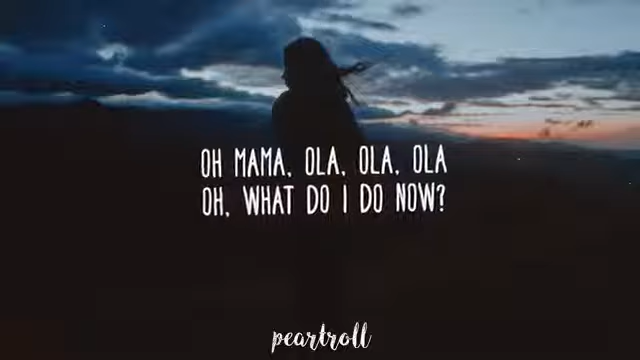 OH MAMA, OLA, OLA, OLA
OH, WHAT DO I DO NOW?
peartroll